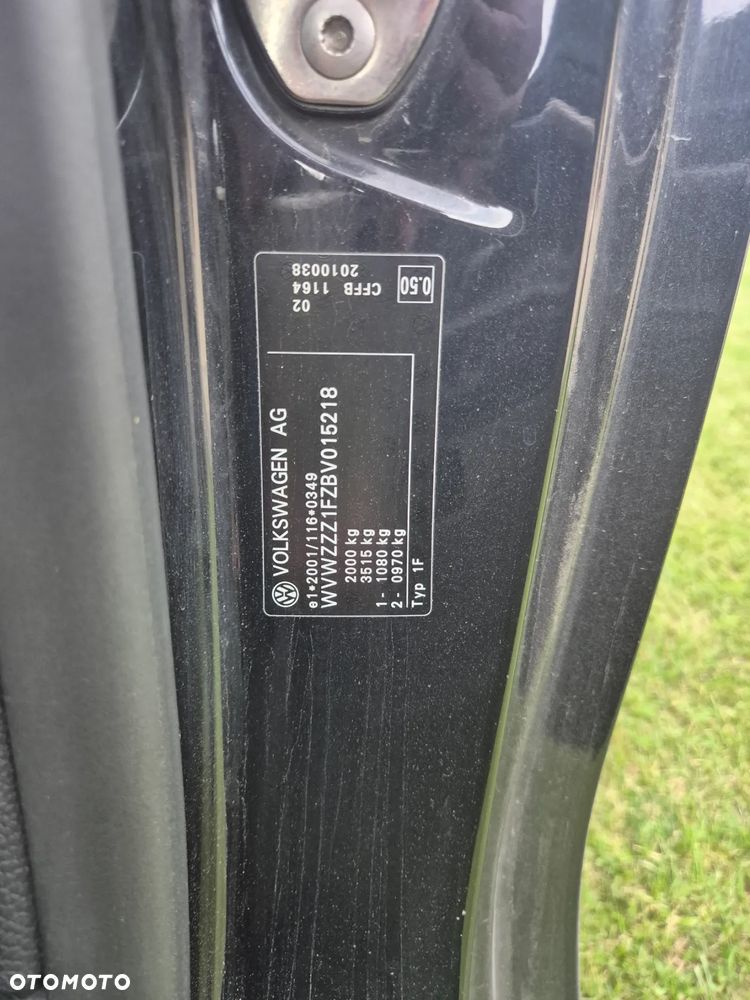 VOLKSWAGEN AG
e1*2001/116*0349
WVWZZZ1FZBV015218
2000 kg
3515 kg
1- 1080 kg
2- 0970 kg
Typ 1F
02
CFFB 1164
2010038
0.50
OTOMOTO